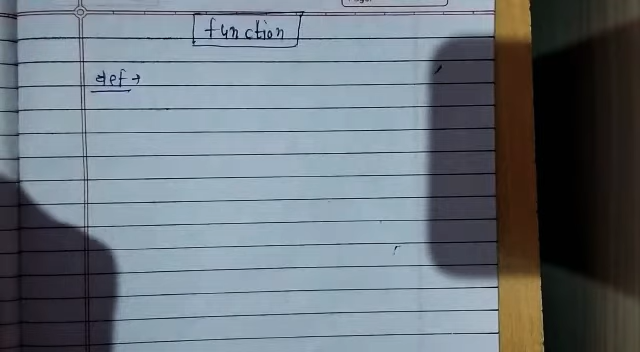 function
def →